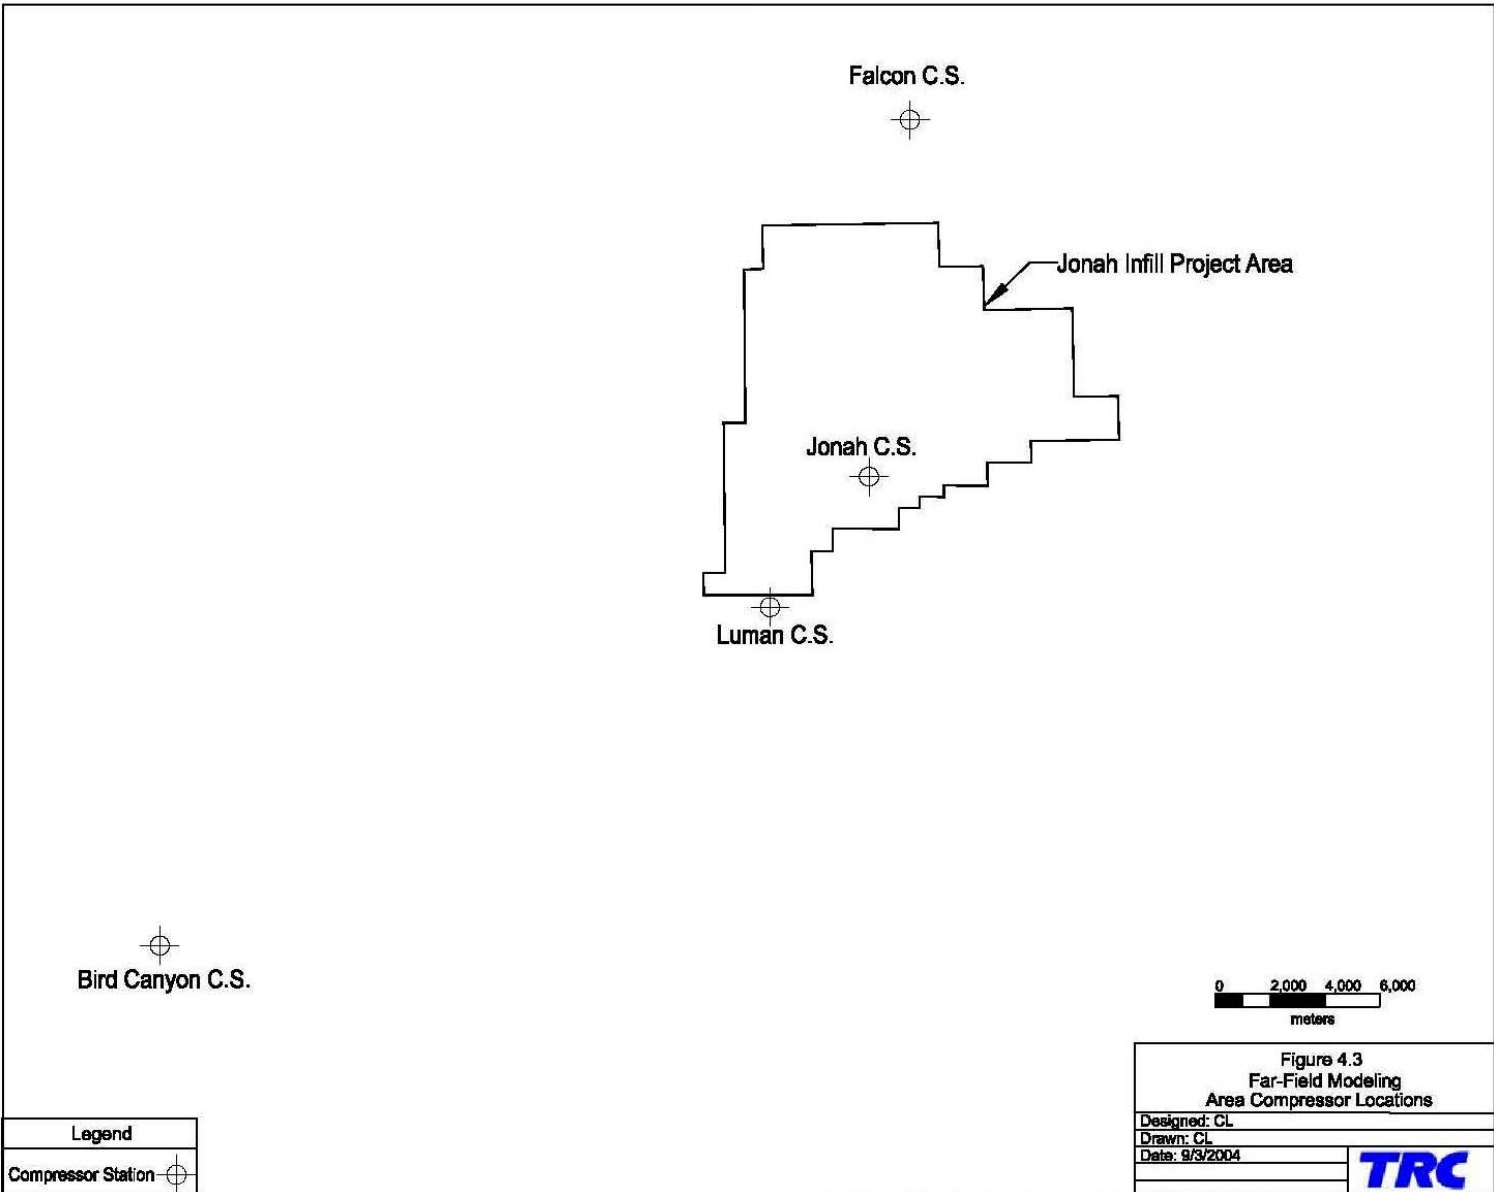 Falcon C.S.
Jonah Infill Project Area
Jonah C.S.
Luman C.S.
Bird Canyon C.S.
0 2,000 4,000 6,000
meters
Figure 4.3
Far-Field Modeling
Area Compressor Locations
Designed: CL
Drawn: CL
Date: 9/3/2004
TRC
Legend
Compressor Station